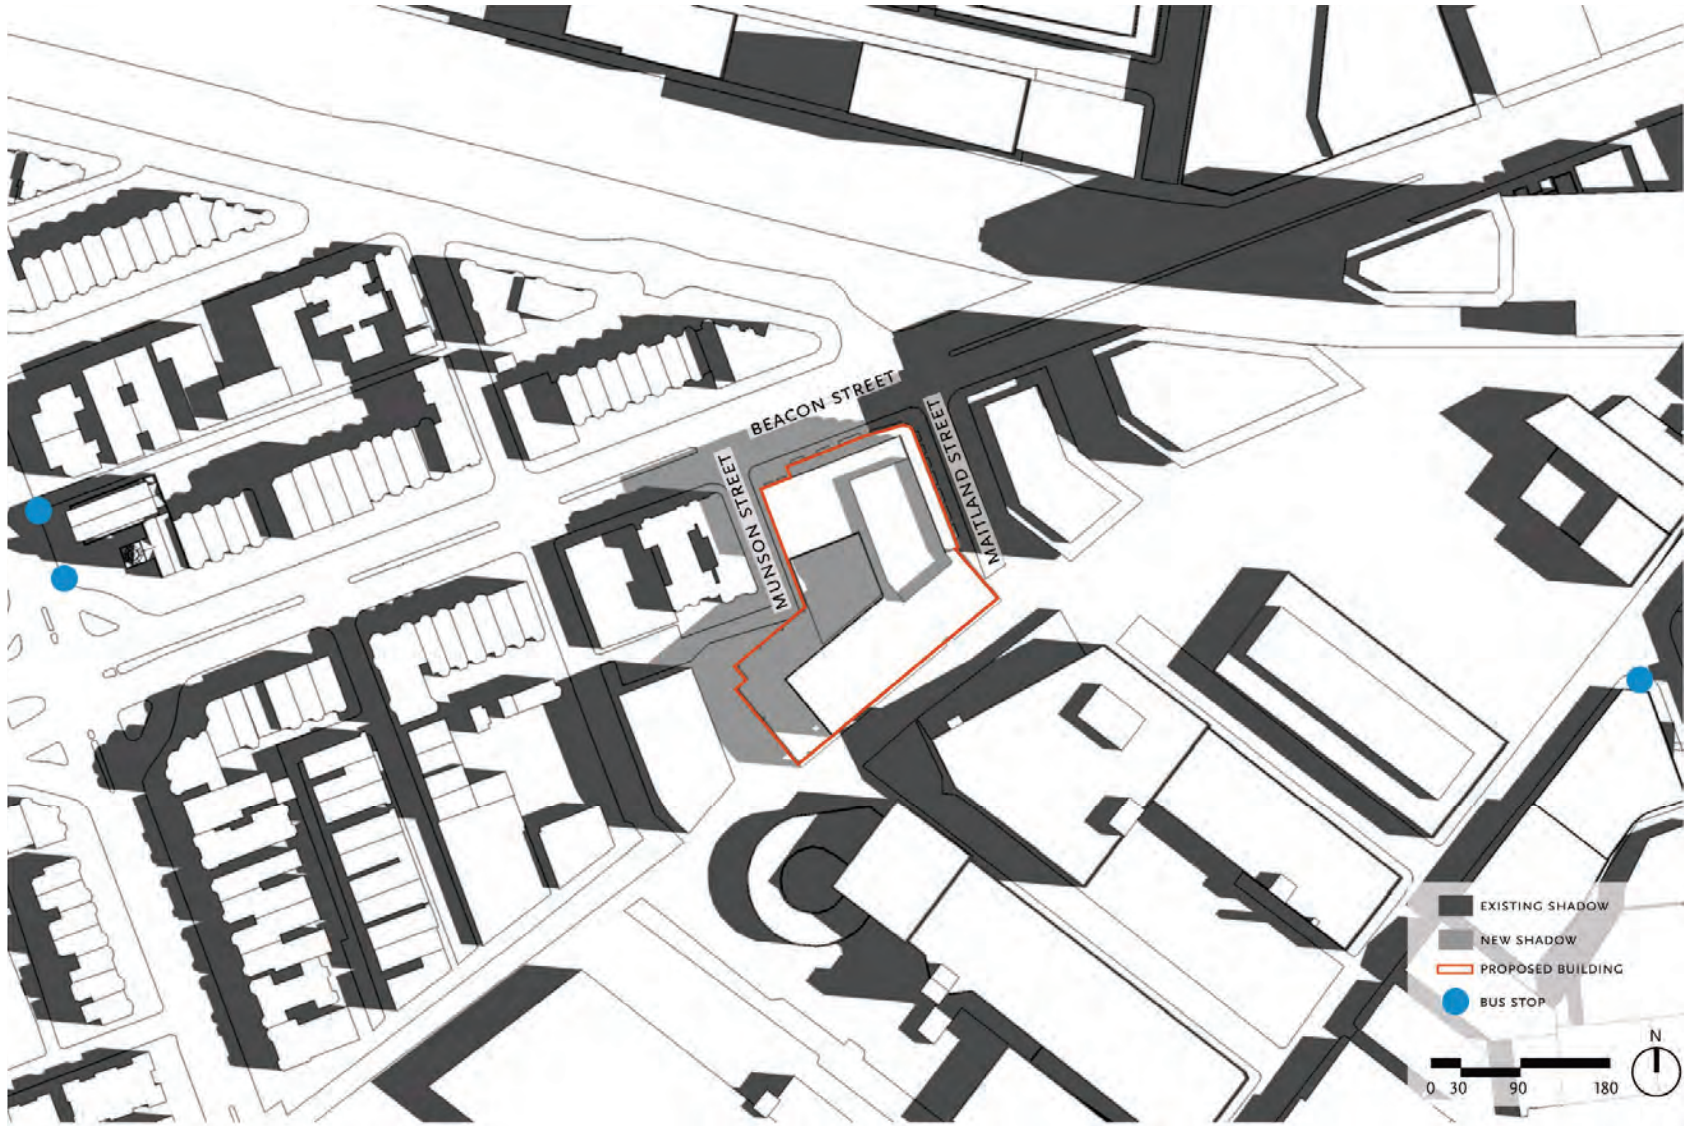 BEACON STREET
MUNSON STREET
MAITLAND STREET
EXISTING SHADOW
NEW SHADOW
PROPOSED BUILDING
BUS STOP
N
0 30 90 180